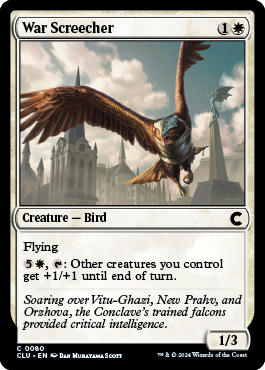 War Screecher 1
Creature — Bird
Flying
5, : Other creatures you control
get +1/+1 until end of turn.
Soaring over Vitu-Ghazi, New Prahv, and
Orzhova, the Conclave's trained falcons
provided critical intelligence.
1/3
C 0080
CLU • EN Dan Murayama Scott
™ & © 2024 Wizards of the Coast